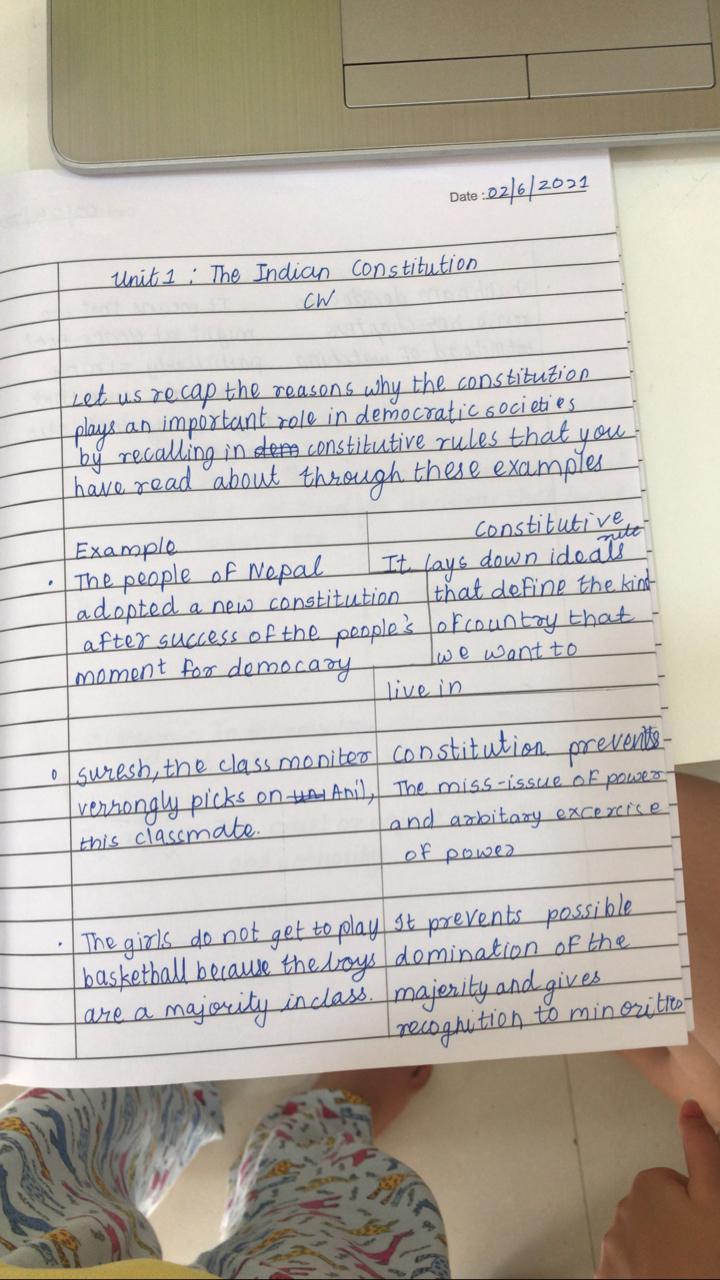 Date : 02/6/2021
Unit 1 : The Indian Constitution
CW
Let us recap the reasons why the constitution
plays an important role in democratic societies
by recalling in dem constitutive rules that you
have read about through these examples
Example
The people of Nepal
adopted a new constitution
after success of the people's
moment for democary
Constitutive
rule
It lays down ideals
that define the kind
of country that
we want to
live in
Suresh, the class moniter
verrongly picks on un Anil,
this classmate.
Constitution prevents
The miss-issue of power
and arbitary excercise
of power
The girls do not get to play
basketball because the boys
are a majority in class.
It prevents possible
domination of the
majerity and gives
recoghition to minorities